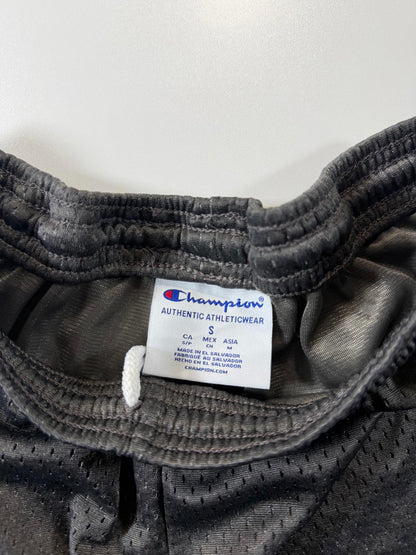 Champion
AUTHENTIC ATHLETICWEAR
S
CA MEX ASIA
S/P CH M
MADE IN EL SALVADOR
FABRIQUÉ AU SALVADOR
HECHO EN EL SALVADOR
CHAMPION.COM